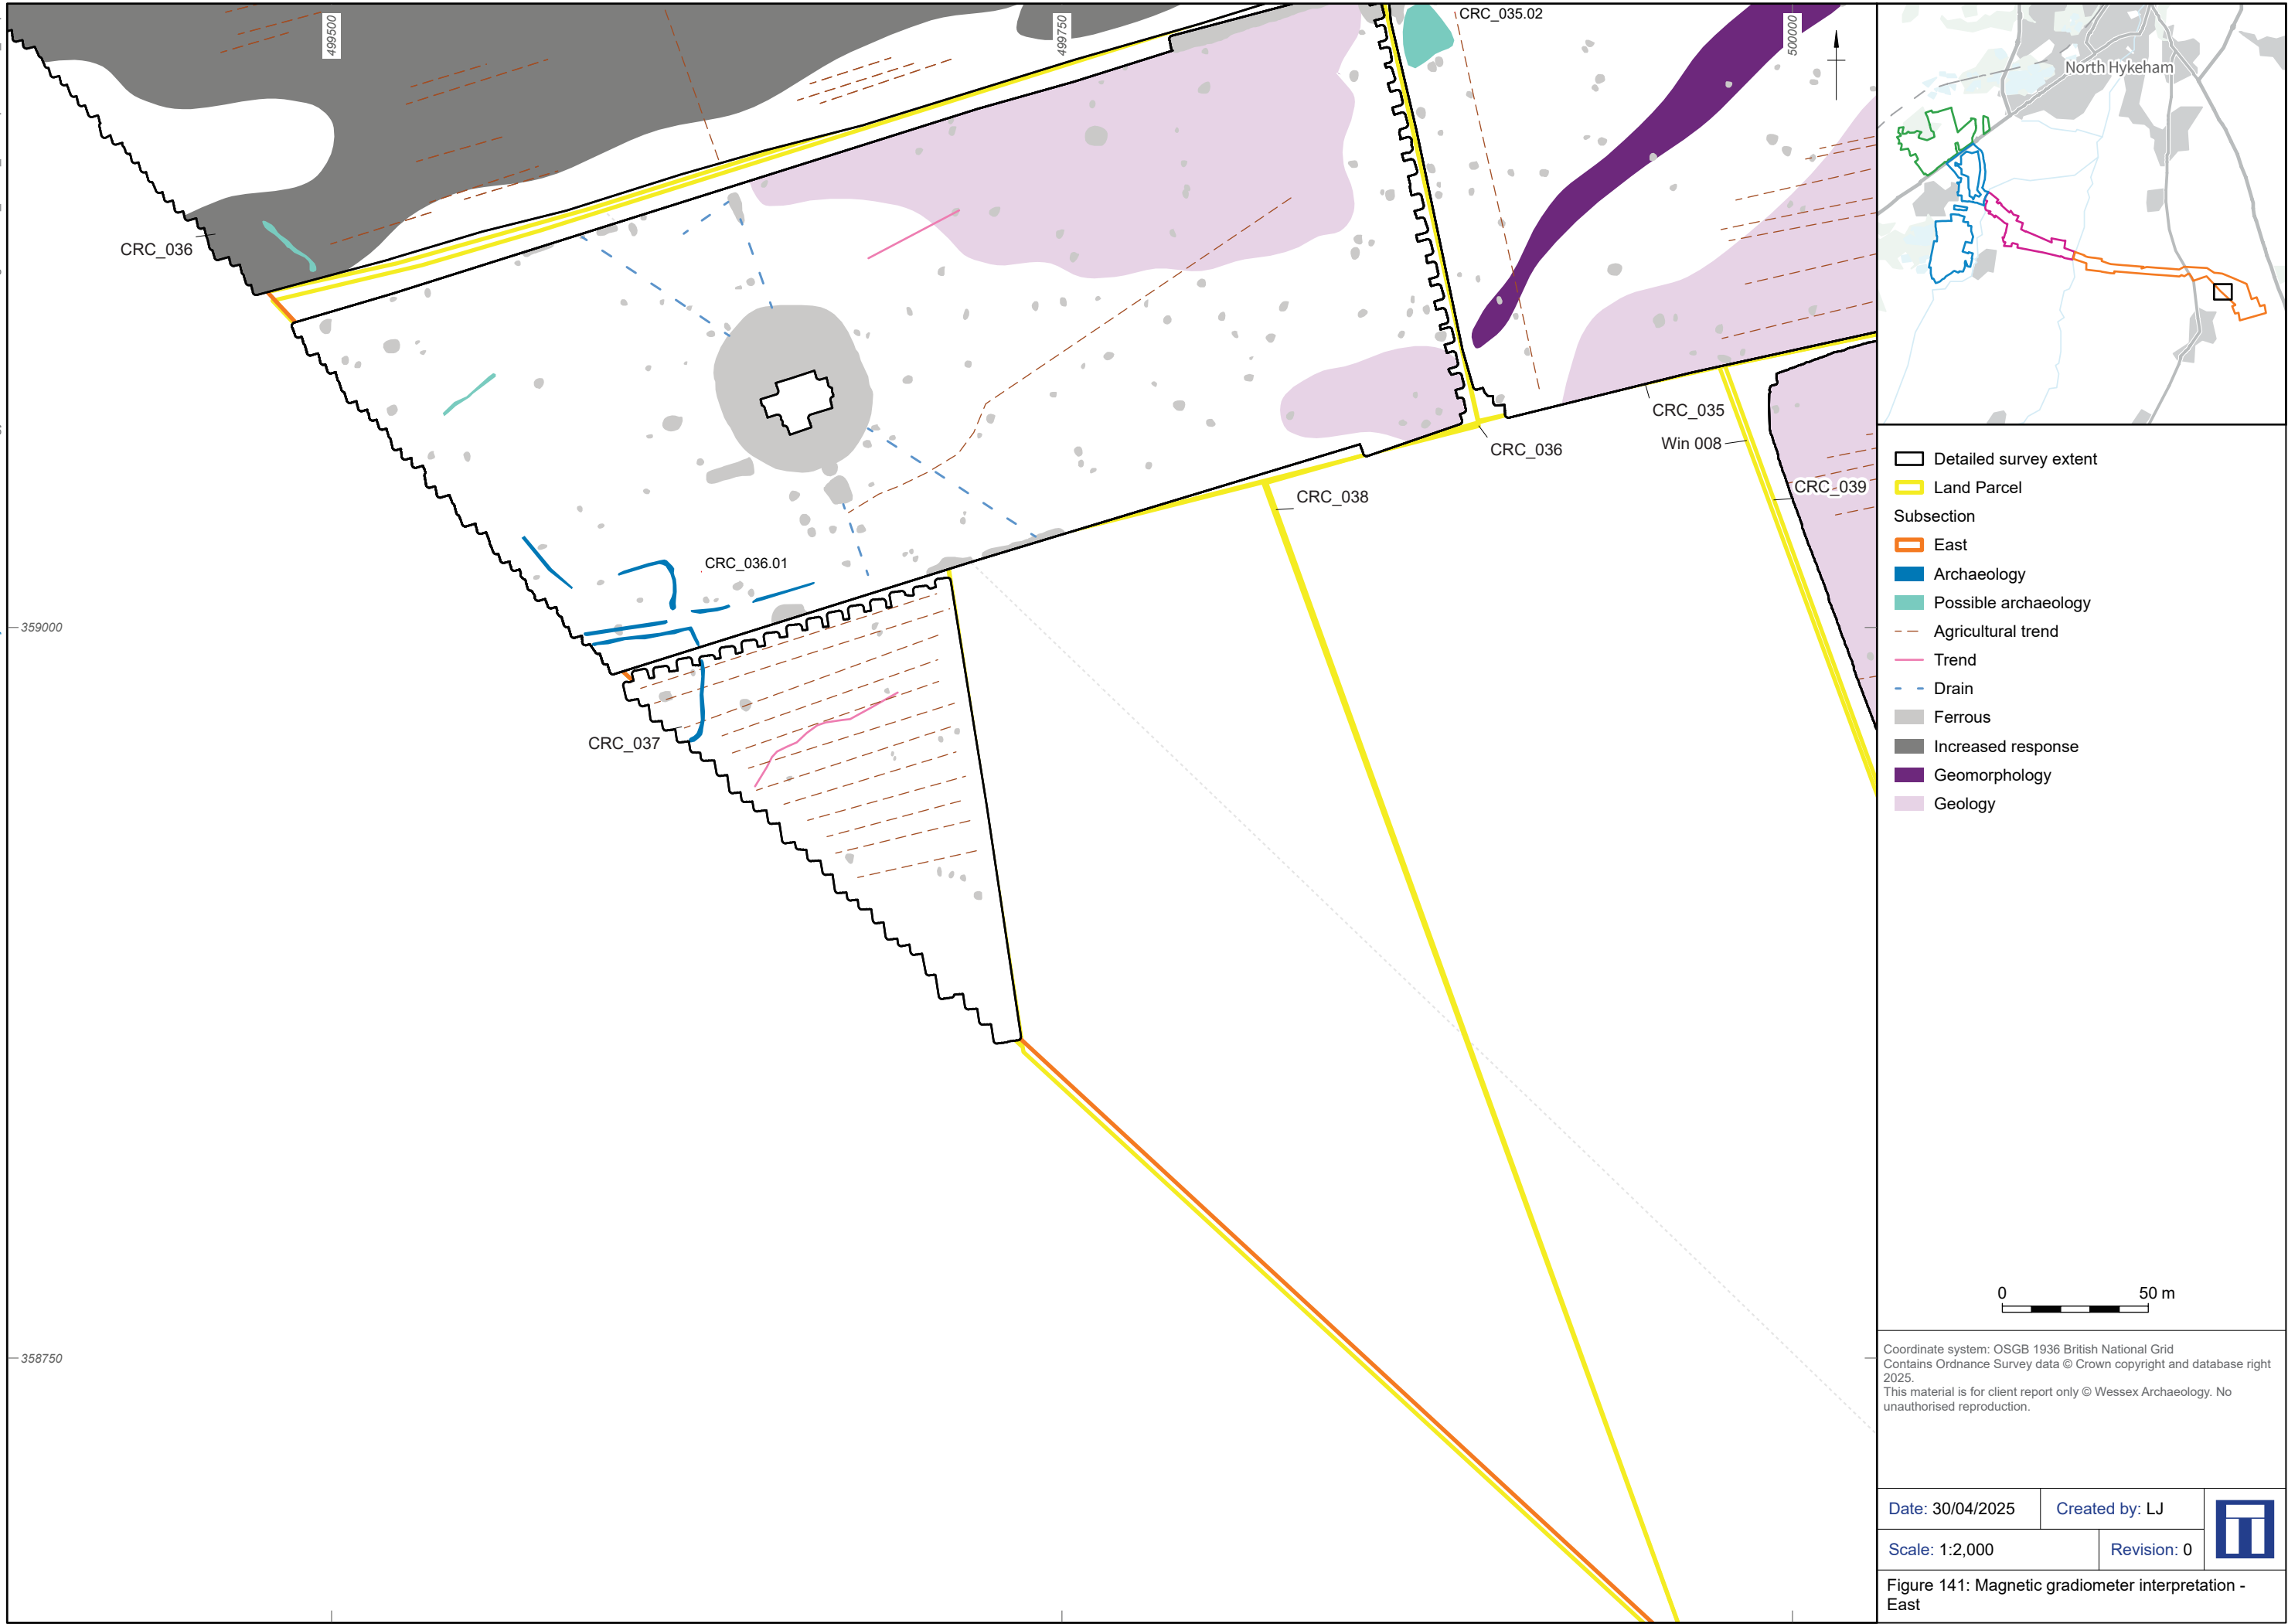 499500
499750
500000
CRC_035.02
CRC_036
CRC_035
Win 008
CRC_036
CRC_039
CRC_038
CRC_036.01
359000
CRC_037
358750
North Hykeham
Detailed survey extent
Land Parcel
Subsection
East
Archaeology
Possible archaeology
Agricultural trend
Trend
Drain
Ferrous
Increased response
Geomorphology
Geology
0 50 m
Coordinate system: OSGB 1936 British National Grid
Contains Ordnance Survey data © Crown copyright and database right
2025.
This material is for client report only © Wessex Archaeology. No
unauthorised reproduction.
Date: 30/04/2025 Created by: LJ
Scale: 1:2,000 Revision: 0
Figure 141: Magnetic gradiometer interpretation -
East